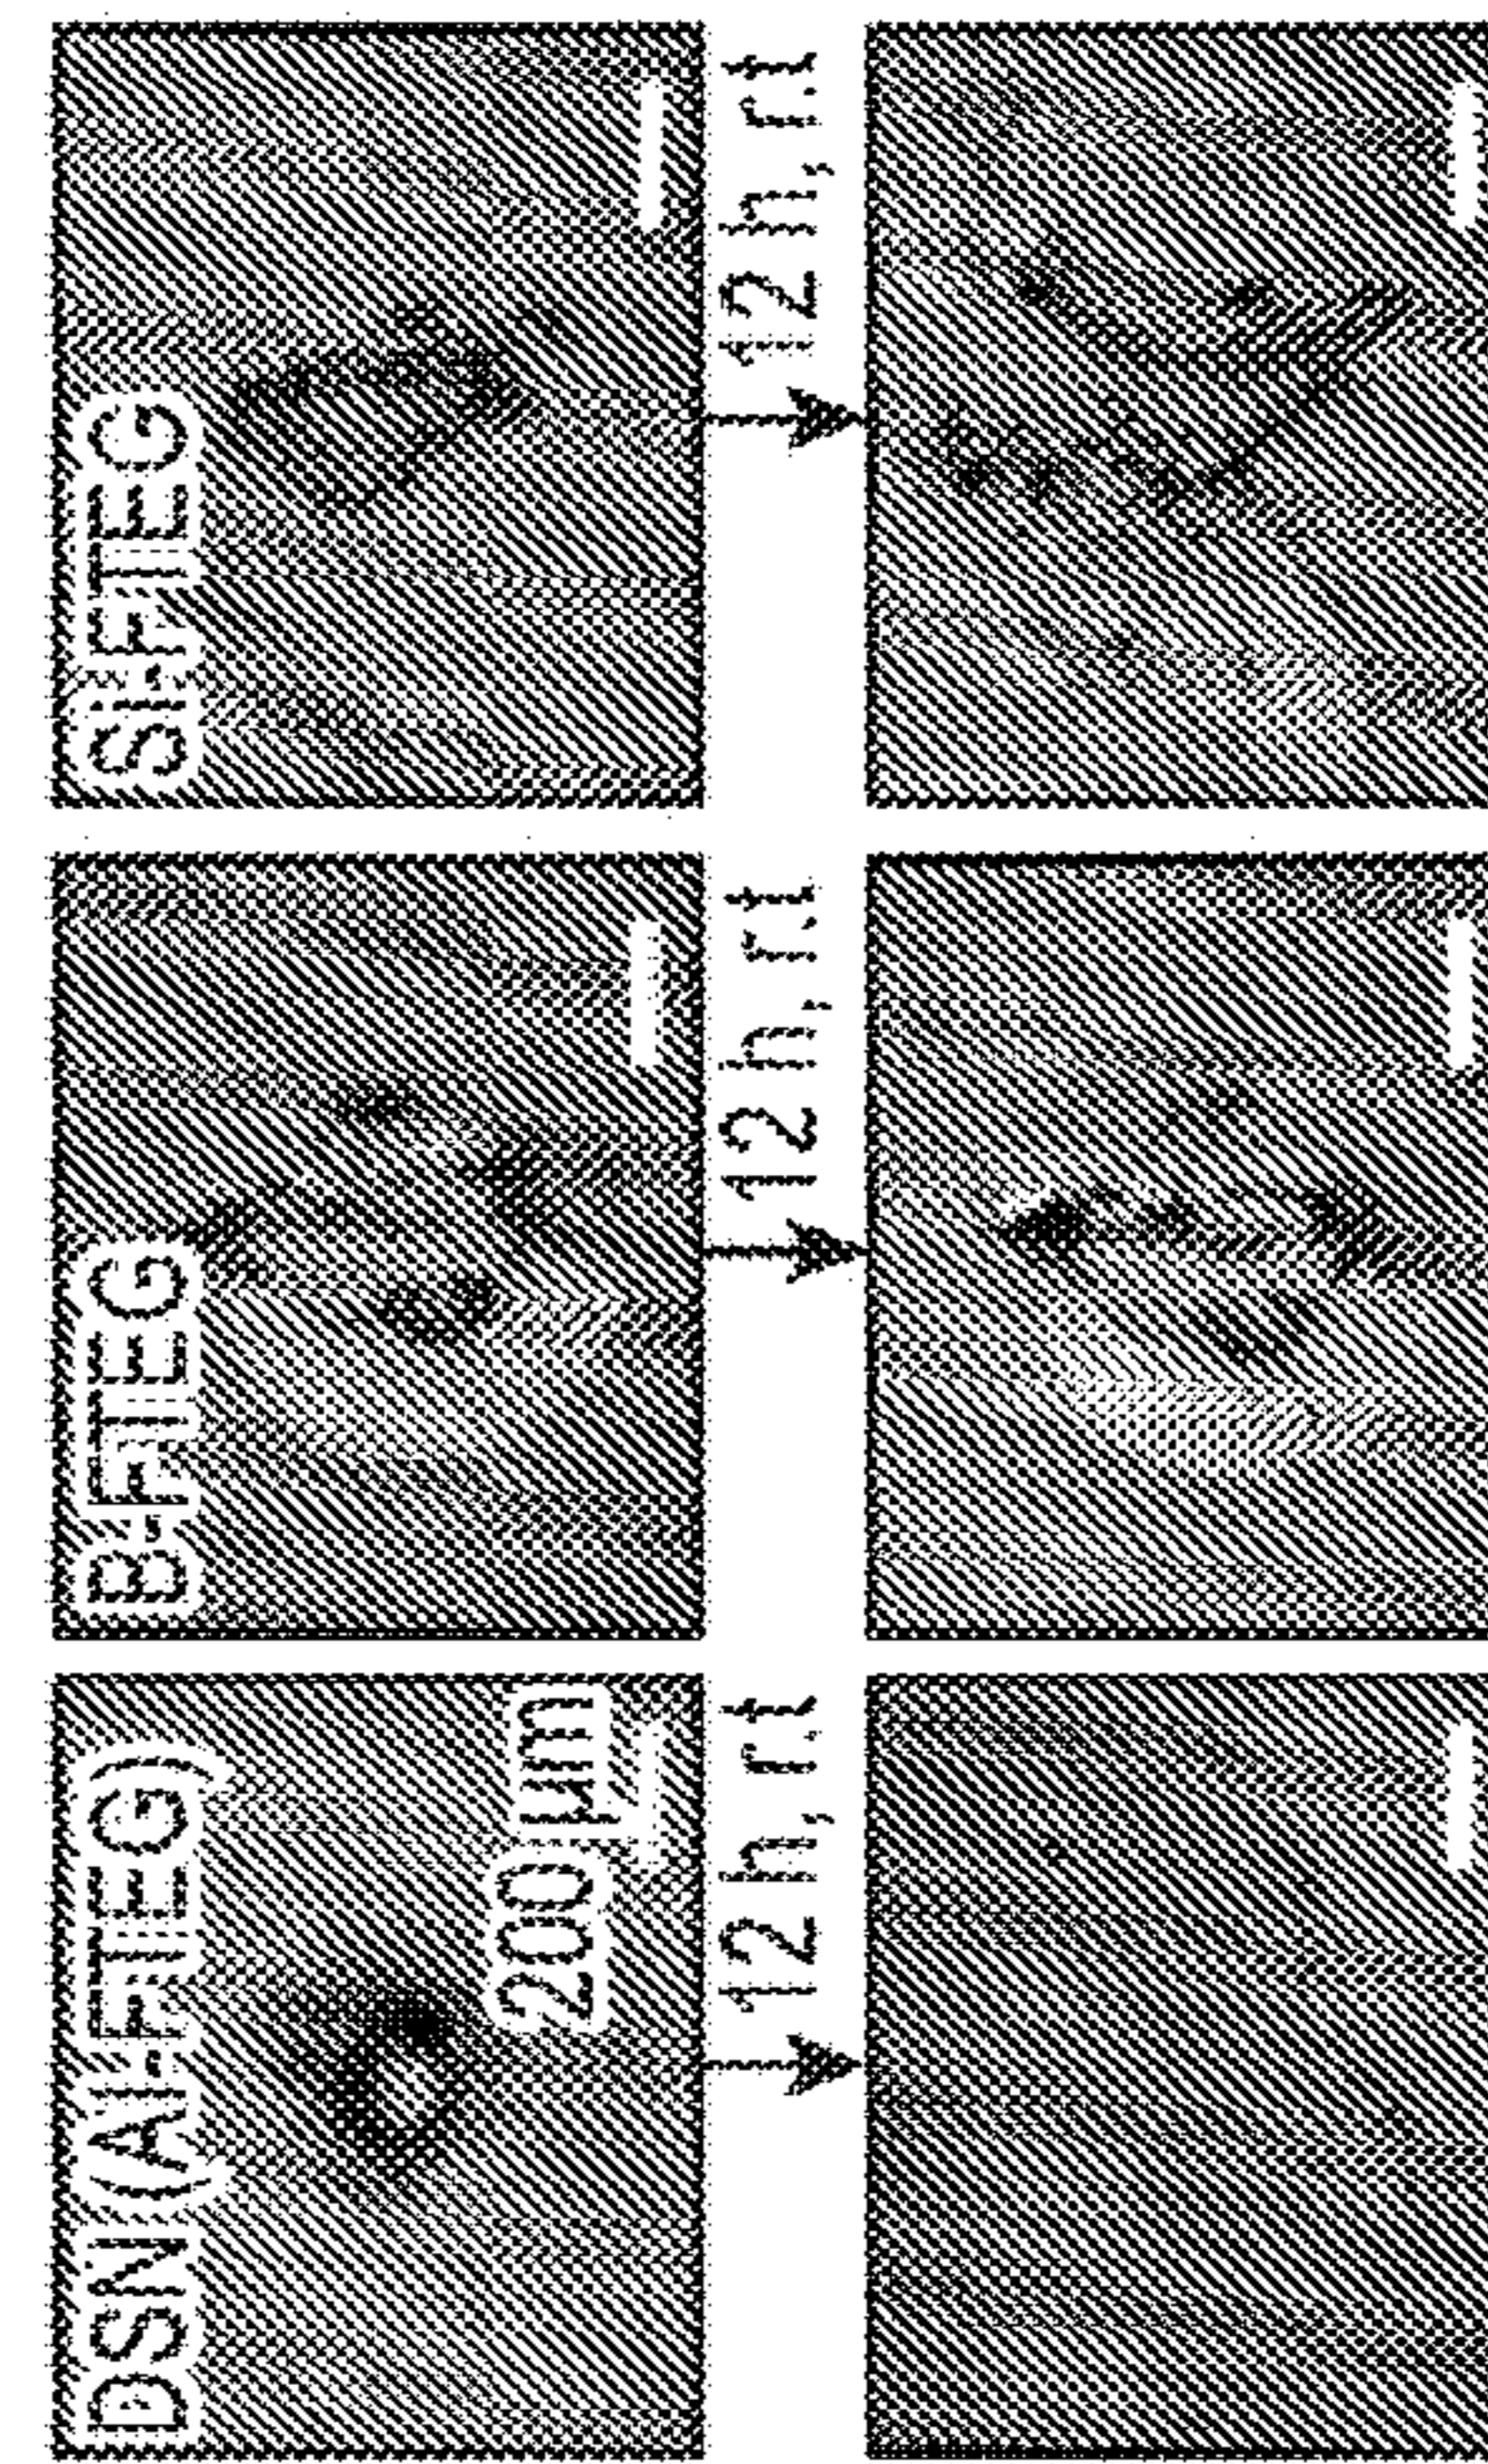 DSN(Al-FTEG)
B-FTEG
Si-FTEG
200 µm
12 h, rt
12 h, rt
12 h, rt